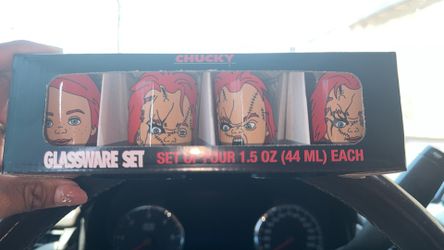 CHUCKY
GLASSWARE SET SET OF FOUR 1.5 OZ (44 ML) EACH